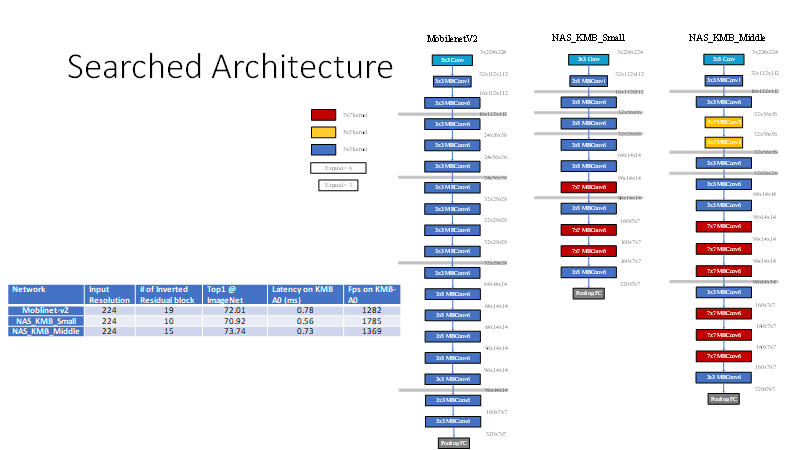 Searched Architecture
7x7 kernel
5x5 kernel
3x3 kernel
Expand = 6
Expand = 3
Network Input Resolution # of Inverted Residual block Top1 @ ImageNet Latency on KMB A0 (ms) Fps on KMB-A0
Moblinet-v2 224 19 72.01 0.78 1282
NAS_KMB_Small 224 10 70.92 0.56 1785
NAS_KMB_Middle 224 15 73.74 0.73 1369
MobilenetV2
3x224x224
3x3 Conv
32x112x112
3x3 MBConv1
16x112x112
3x3 MBConv6
16x112x112
3x3 MBConv6
24x56x56
3x3 MBConv6
24x56x56
3x3 MBConv6
24x56x56
3x3 MBConv6
32x28x28
3x3 MBConv6
32x28x28
3x3 MBConv6
32x28x28
3x3 MBConv6
32x28x28
3x3 MBConv6
64x14x14
3x3 MBConv6
64x14x14
3x3 MBConv6
64x14x14
3x3 MBConv6
96x14x14
3x3 MBConv6
96x14x14
3x3 MBConv6
96x14x14
3x3 MBConv6
160x7x7
3x3 MBConv6
320x7x7
Pooling FC
NAS_KMB_Small
3x224x224
3x3 Conv
32x112x112
3x3 MBConv1
16x112x112
3x3 MBConv6
32x56x56
3x3 MBConv6
32x28x28
3x3 MBConv6
64x14x14
3x3 MBConv6
96x14x14
7x7 MBConv6
96x14x14
3x3 MBConv6
160x7x7
7x7 MBConv6
160x7x7
7x7 MBConv6
160x7x7
3x3 MBConv6
320x7x7
Pooling FC
NAS_KMB_Middle
3x224x224
3x3 Conv
32x112x112
3x3 MBConv1
16x112x112
3x3 MBConv6
32x56x56
5x5 MBConv3
32x56x56
5x5 MBConv3
32x56x56
3x3 MBConv6
32x28x28
3x3 MBConv6
64x14x14
3x3 MBConv6
96x14x14
7x7 MBConv6
96x14x14
7x7 MBConv6
96x14x14
7x7 MBConv6
96x14x14
3x3 MBConv6
160x7x7
7x7 MBConv6
160x7x7
7x7 MBConv6
160x7x7
7x7 MBConv6
160x7x7
3x3 MBConv6
320x7x7
Pooling FC